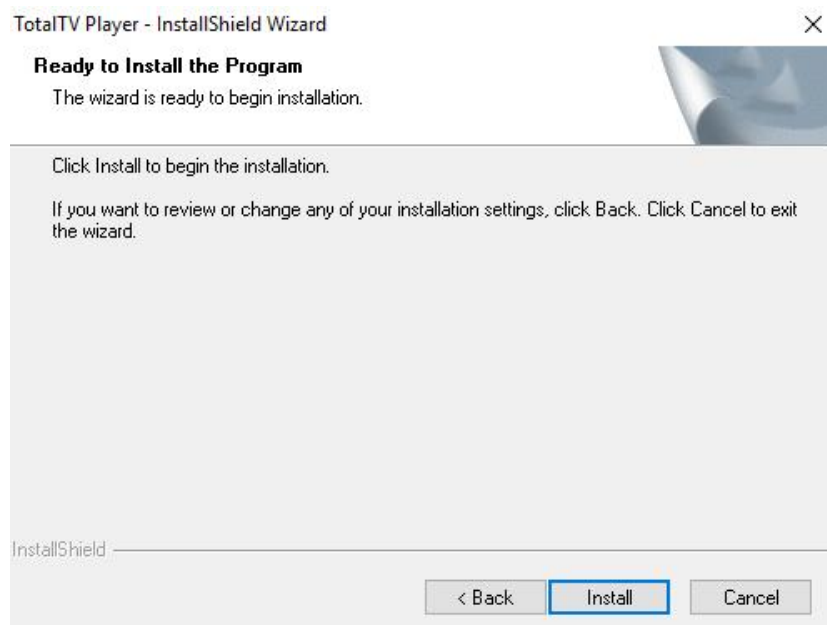 TotalTV Player - InstallShield Wizard
Ready to Install the Program
The wizard is ready to begin installation.
Click Install to begin the installation.
If you want to review or change any of your installation settings, click Back. Click Cancel to exit
the wizard.
InstallShield
< Back Install Cancel